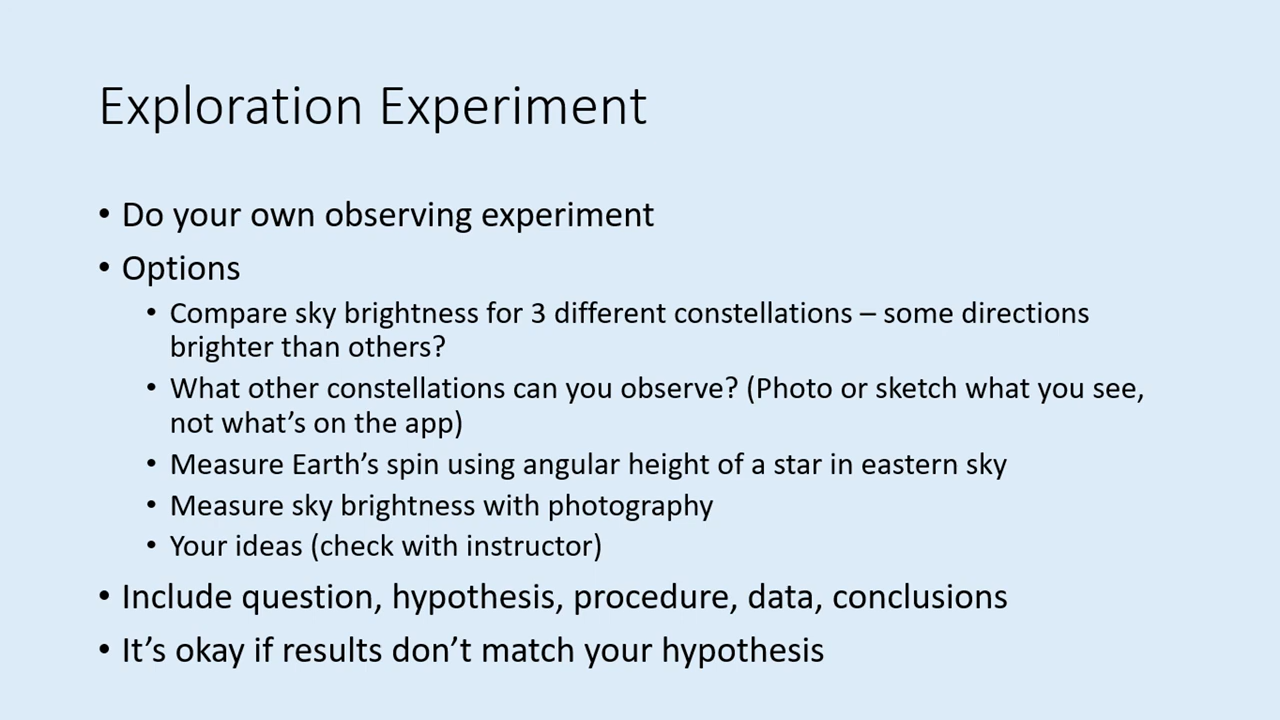 Exploration Experiment
• Do your own observing experiment
• Options
• Compare sky brightness for 3 different constellations – some directions
brighter than others?
• What other constellations can you observe? (Photo or sketch what you see,
not what’s on the app)
• Measure Earth’s spin using angular height of a star in eastern sky
• Measure sky brightness with photography
• Your ideas (check with instructor)
• Include question, hypothesis, procedure, data, conclusions
• It’s okay if results don’t match your hypothesis